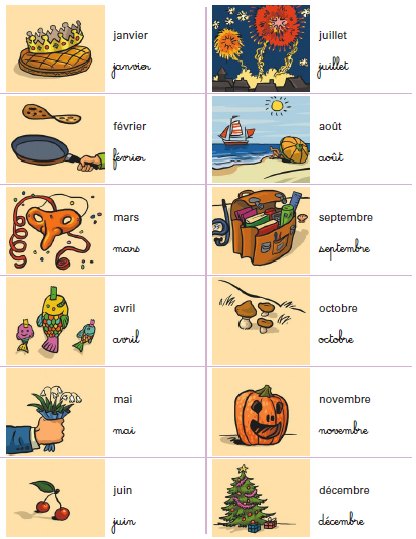 janvier
janvier
février
février
mars
mars
avril
avril
mai
mai
juin
juin
juillet
juillet
août
août
septembre
septembre
octobre
octobre
novembre
novembre
décembre
décembre